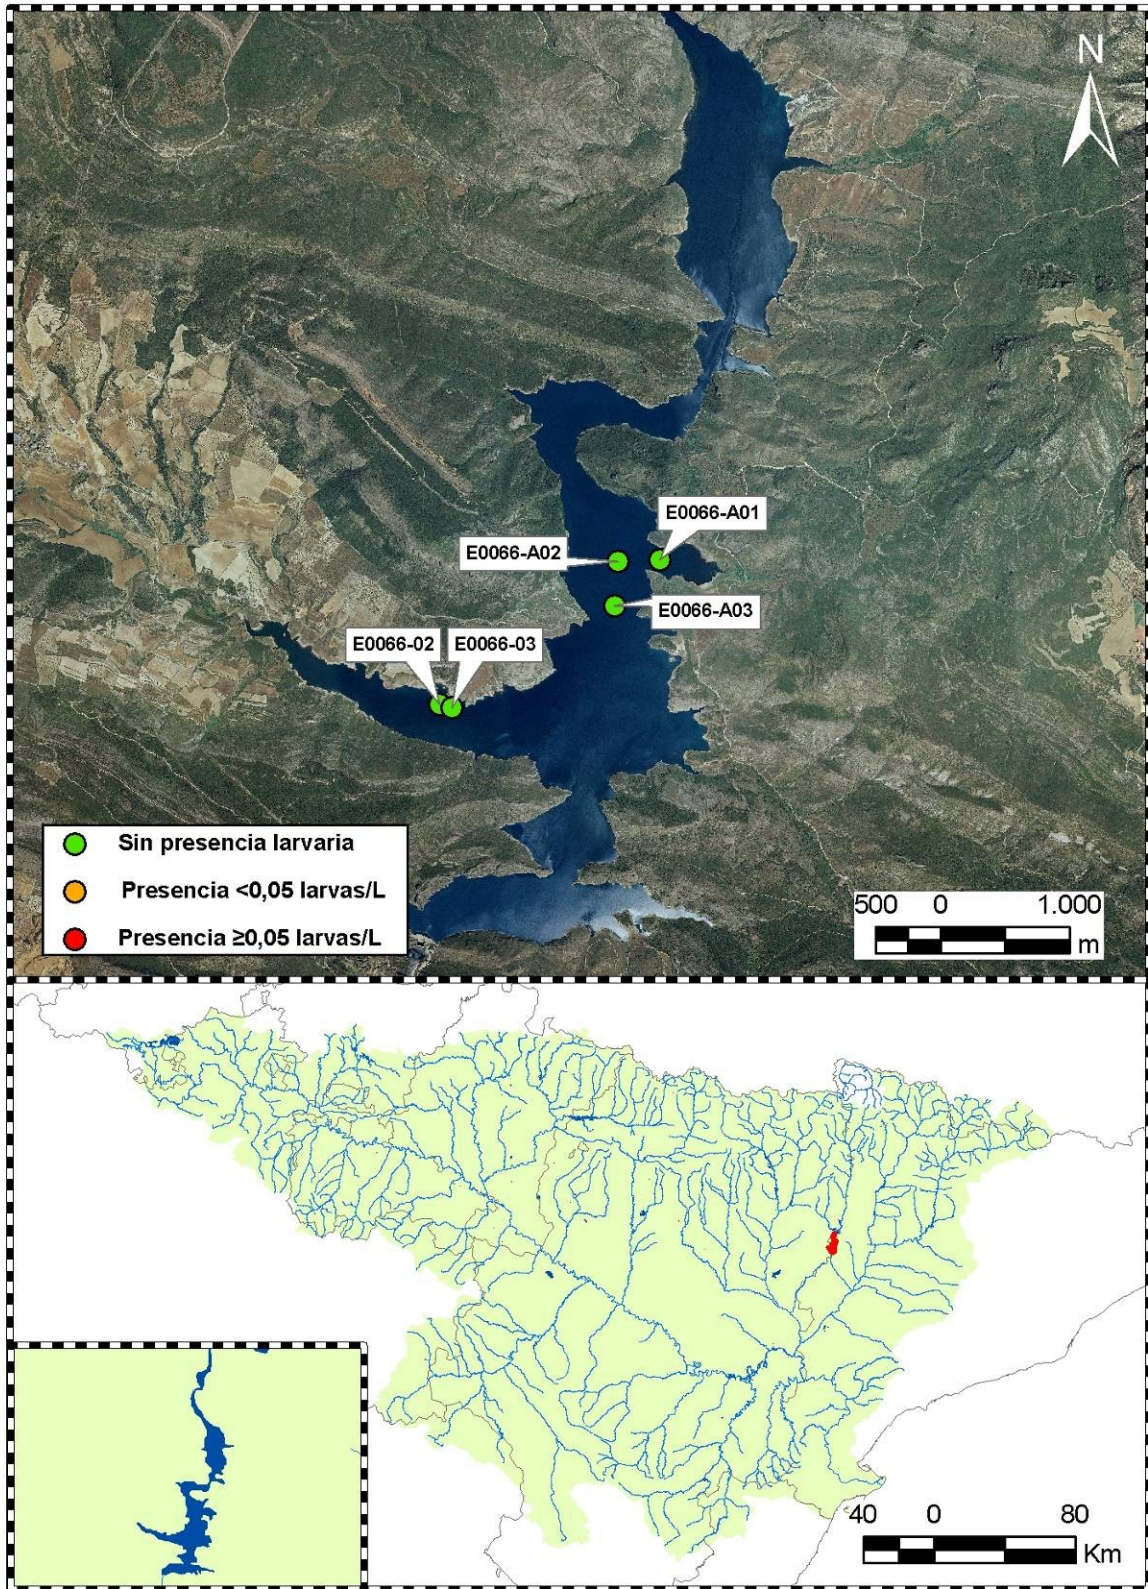 N
E0066-A01
E0066-A02
E0066-A03
E0066-02
E0066-03
Sin presencia larvaria
Presencia <0,05 larvas/L
Presencia ≥0,05 larvas/L
500 0 1.000
m
40 0 80
Km